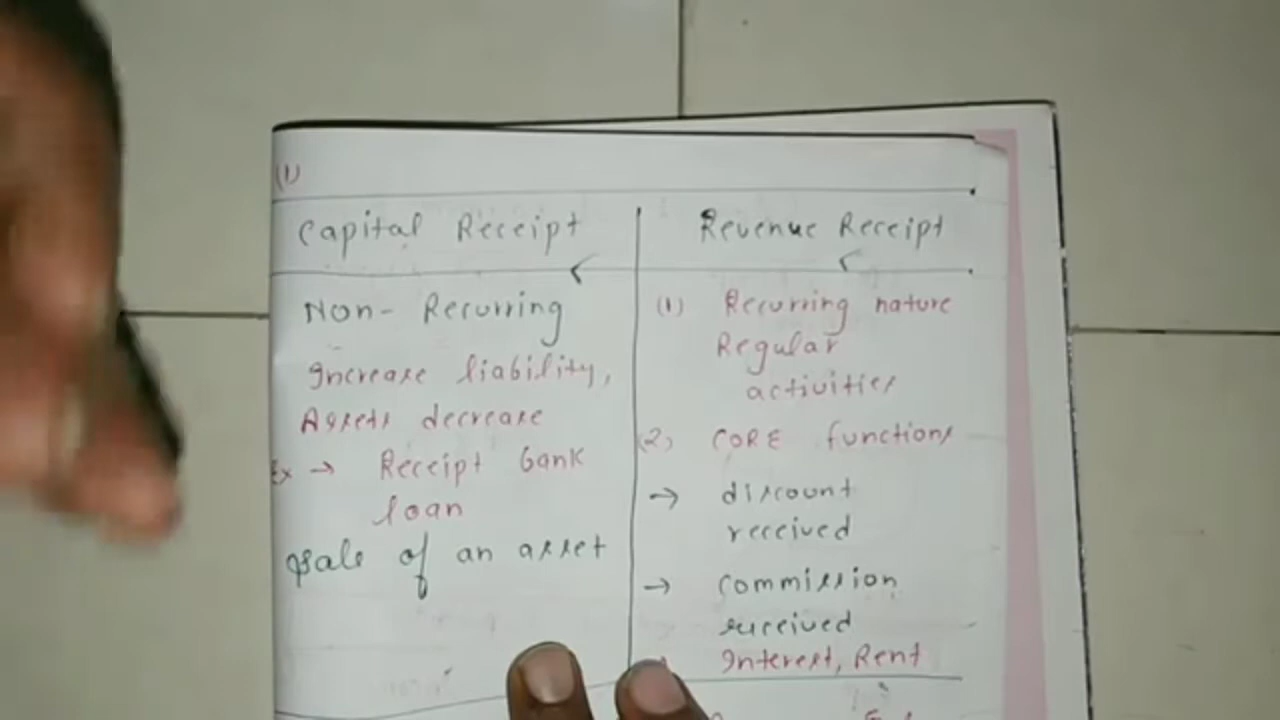 (1)
Capital Receipt
Revenue Receipt
Non-Recurring
Increase liability,
Assets decrease
Ex → Receipt bank
loan
sale of an asset
(1) Recurring nature
Regular
activities
(2) CORE functions
→ discount
received
→ commission
received
Interest, Rent